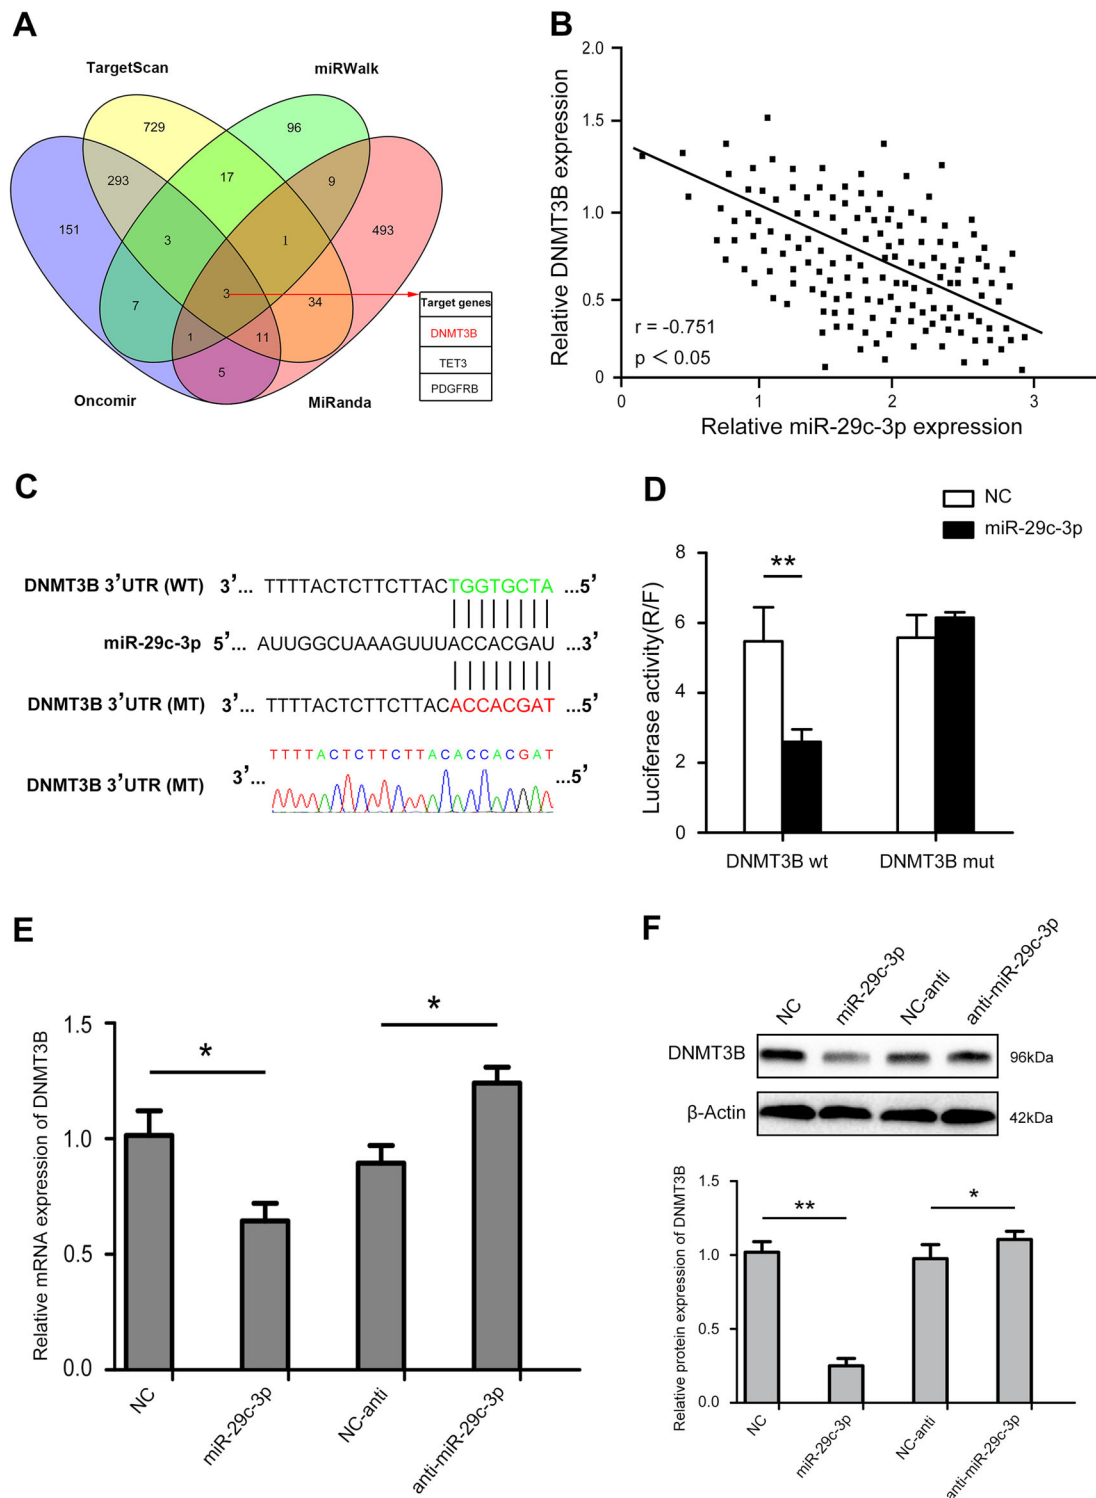 A
TargetScan
miRWalk
729
96
293
17
9
151
3
1
493
7
3
34
1
11
5
Oncomir
MiRanda
Target genes
DNMT3B
TET3
PDGFRB
B
Relative DNMT3B expression
2.0
1.5
1.0
0.5
0
r = -0.751
p < 0.05
0
1
2
3
Relative miR-29c-3p expression
C
DNMT3B 3’UTR (WT) 3’... TTTTACTCTTCTTACTGGTGCTA ...5’
miR-29c-3p 5’... AUUGGCUAAAGUUUACCACGAU ...3’
DNMT3B 3’UTR (MT) 3’... TTTTACTCTTCTTACACCACGAT ...5’
TTTTACTCTTCTTACACCACGAT
DNMT3B 3’UTR (MT) 3’... ...5’
D
NC
miR-29c-3p
Luciferase activity(R/F)
8
6
4
2
0
**
DNMT3B wt
DNMT3B mut
E
Relative mRNA expression of DNMT3B
1.5
1.0
0.5
0.0
*
*
NC
miR-29c-3p
NC-anti
anti-miR-29c-3p
F
NC
miR-29c-3p
NC-anti
anti-miR-29c-3p
DNMT3B
96kDa
β-Actin
42kDa
Relative protein expression of DNMT3B
1.5
1.0
0.5
0.0
**
*
NC
miR-29c-3p
NC-anti
anti-miR-29c-3p